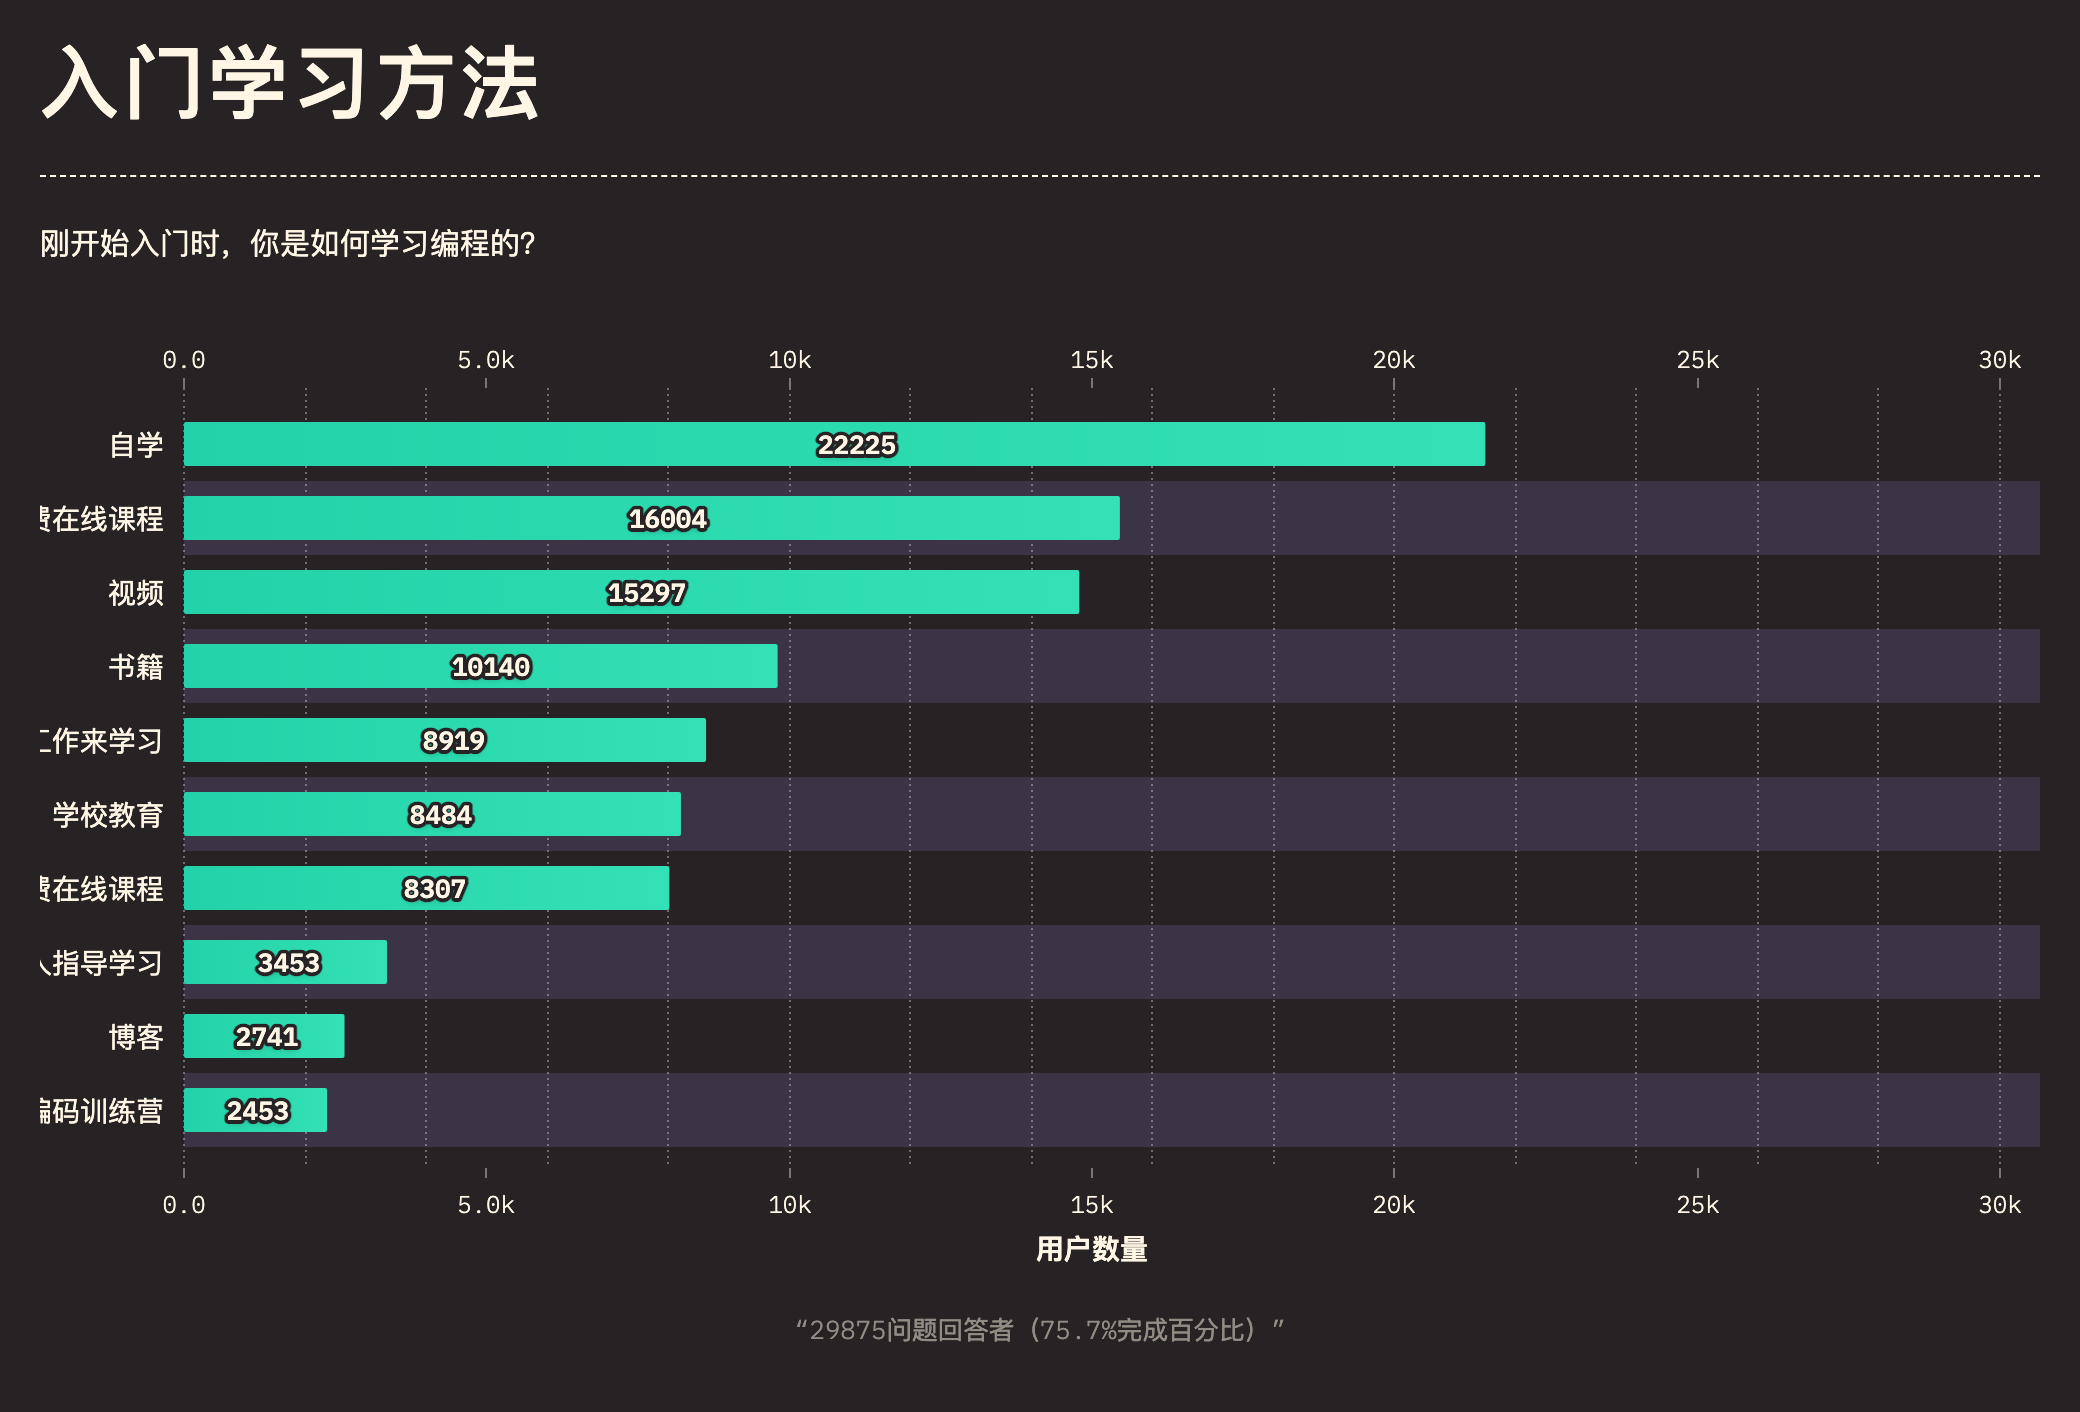 入门学习方法
刚开始入门时，你是如何学习编程的？
0.0 5.0k 10k 15k 20k 25k 30k
自学 22225
费在线课程 16004
视频 15297
书籍 10140
工作来学习 8919
学校教育 8484
费在线课程 8307
人指导学习 3453
博客 2741
编码训练营 2453
0.0 5.0k 10k 15k 20k 25k 30k
用户数量
“29875问题回答者（75.7%完成百分比）”